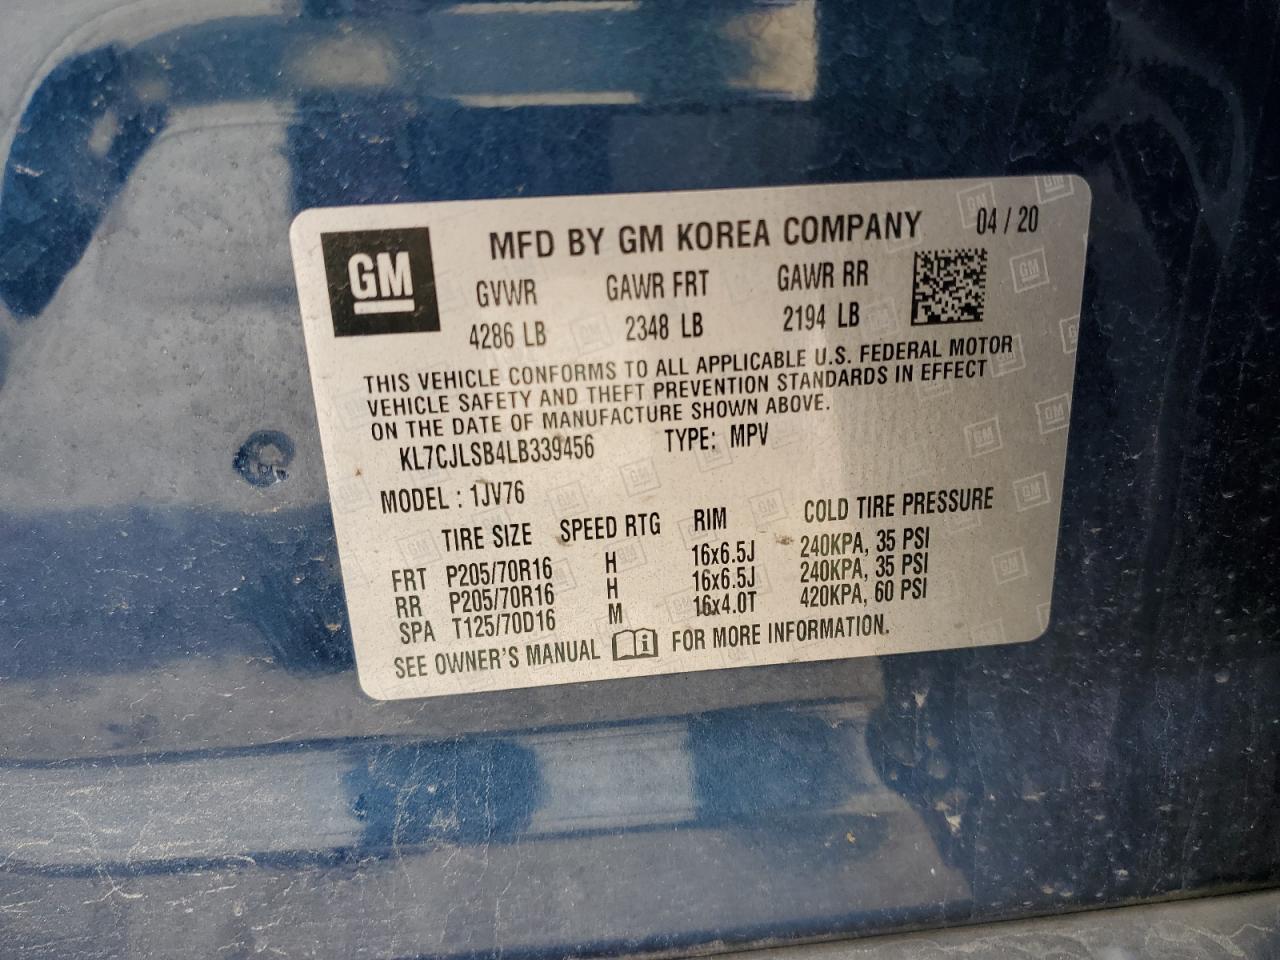 GM
MFD BY GM KOREA COMPANY 04 / 20
GVWR GAWR FRT GAWR RR
4286 LB 2348 LB 2194 LB
THIS VEHICLE CONFORMS TO ALL APPLICABLE U.S. FEDERAL MOTOR
VEHICLE SAFETY AND THEFT PREVENTION STANDARDS IN EFFECT
ON THE DATE OF MANUFACTURE SHOWN ABOVE.
KL7CJLSB4LB339456 TYPE: MPV
MODEL : 1JV76
TIRE SIZE SPEED RTG RIM COLD TIRE PRESSURE
FRT P205/70R16 H 16x6.5J 240KPA, 35 PSI
RR P205/70R16 H 16x6.5J 240KPA, 35 PSI
SPA T125/70D16 M 16x4.0T 420KPA, 60 PSI
SEE OWNER'S MANUAL FOR MORE INFORMATION.